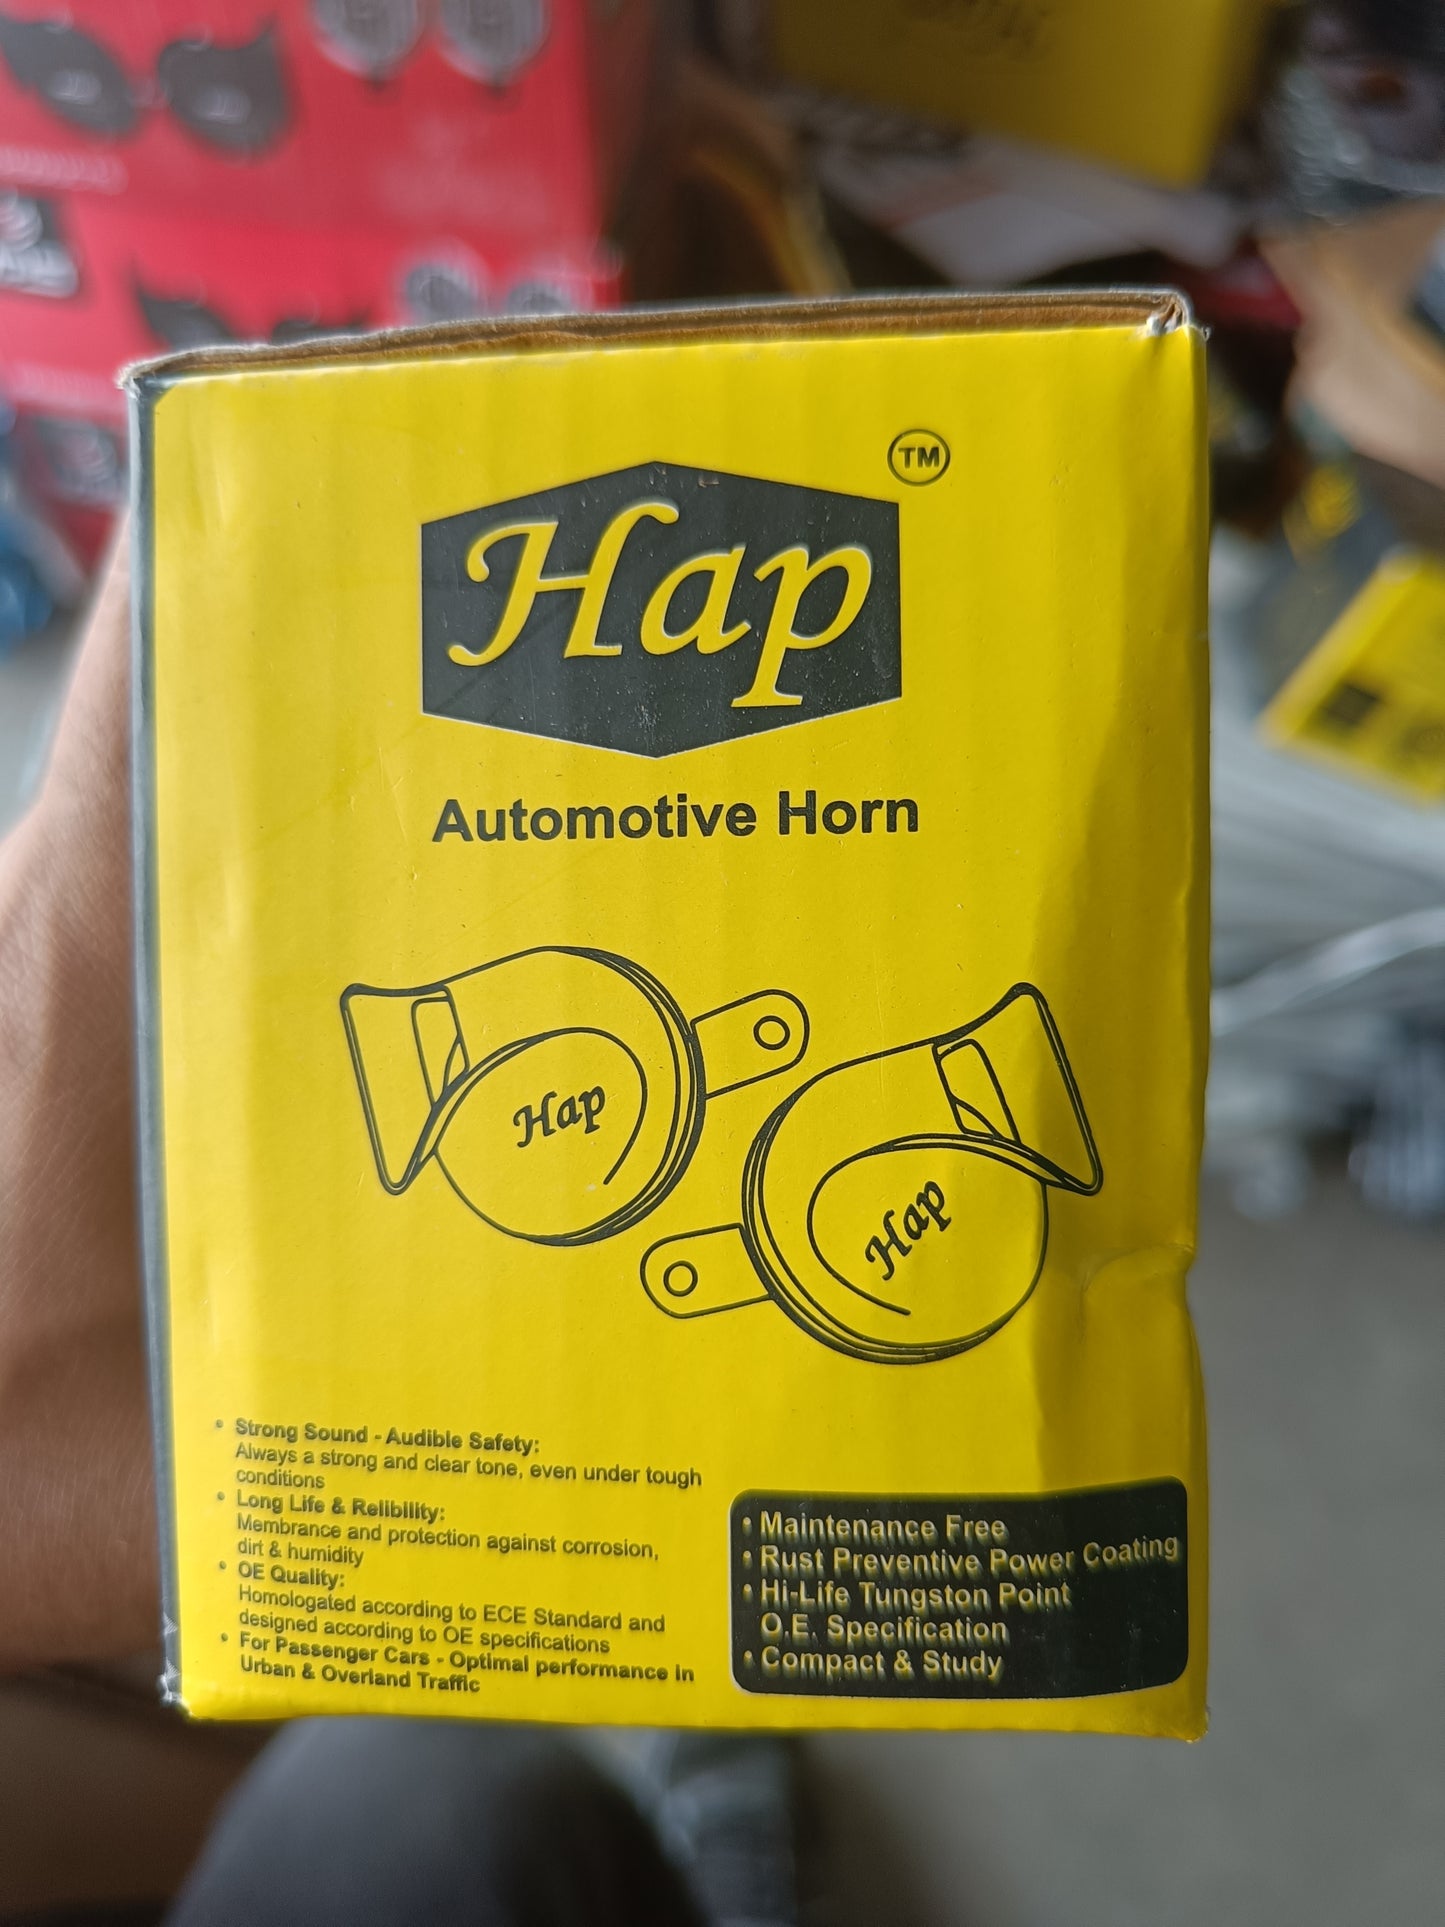 TM
Hap
Automotive Horn
Hap
Hap
• Strong Sound - Audible Safety:
Always a strong and clear tone, even under tough
conditions
• Long Life & Relibility:
Membrance and protection against corrosion,
dirt & humidity
• OE Quality:
Homologated according to ECE Standard and
designed according to OE specifications
• For Passenger Cars - Optimal performance in
Urban & Overland Traffic
• Maintenance Free
• Rust Preventive Power Coating
• Hi-Life Tungston Point
O.E. Specification
• Compact & Study